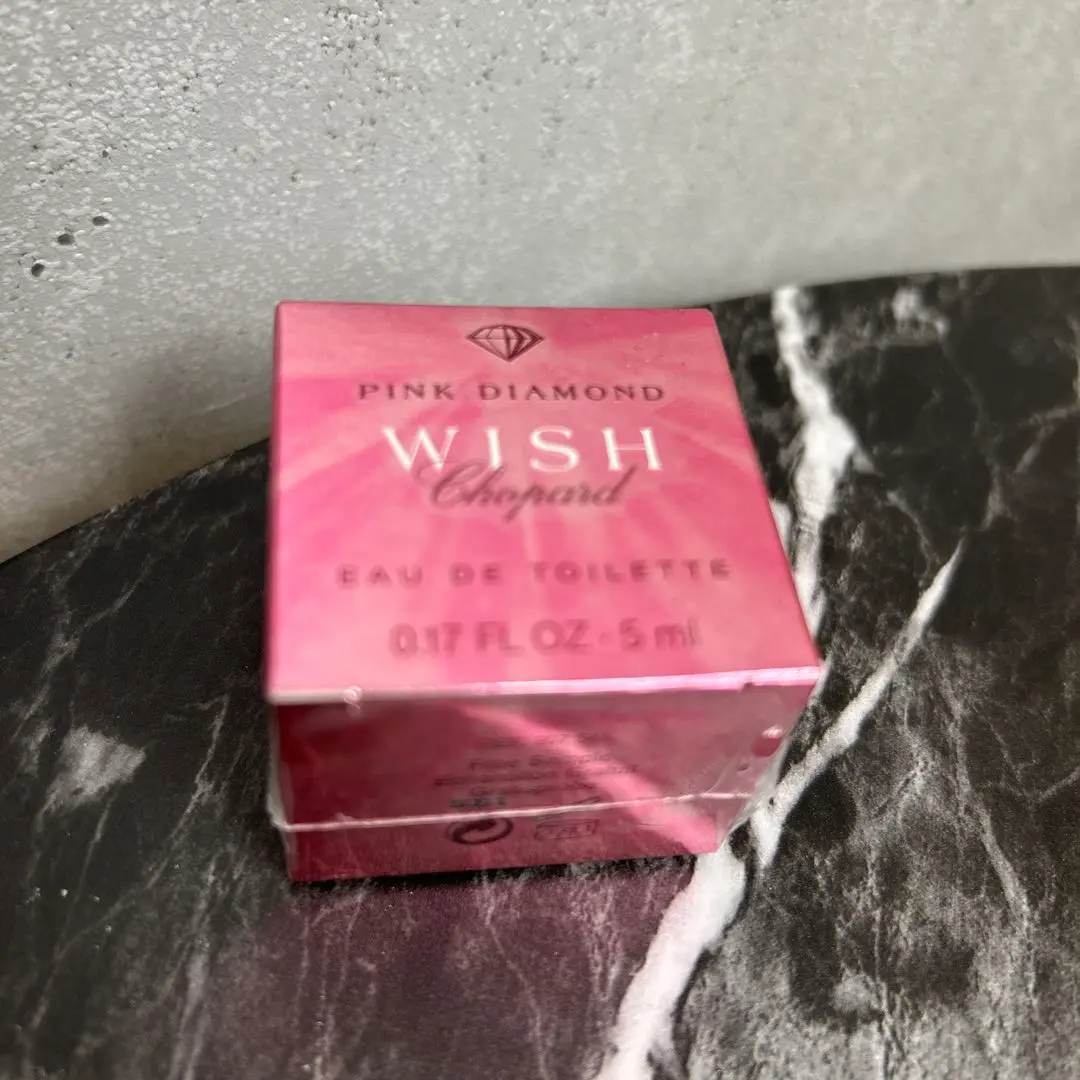 PINK DIAMOND
WISH
Chopard
EAU DE TOILETTE
0.17 FL OZ - 5 ml